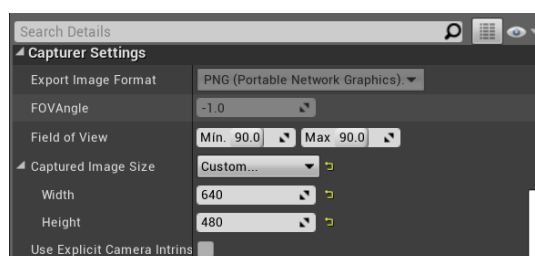 Search Details
Capturer Settings
Export Image Format PNG (Portable Network Graphics).
FOVAngle -1.0
Field of View Min. 90.0 Max 90.0
Captured Image Size Custom...
Width 640
Height 480
Use Explicit Camera Intrins